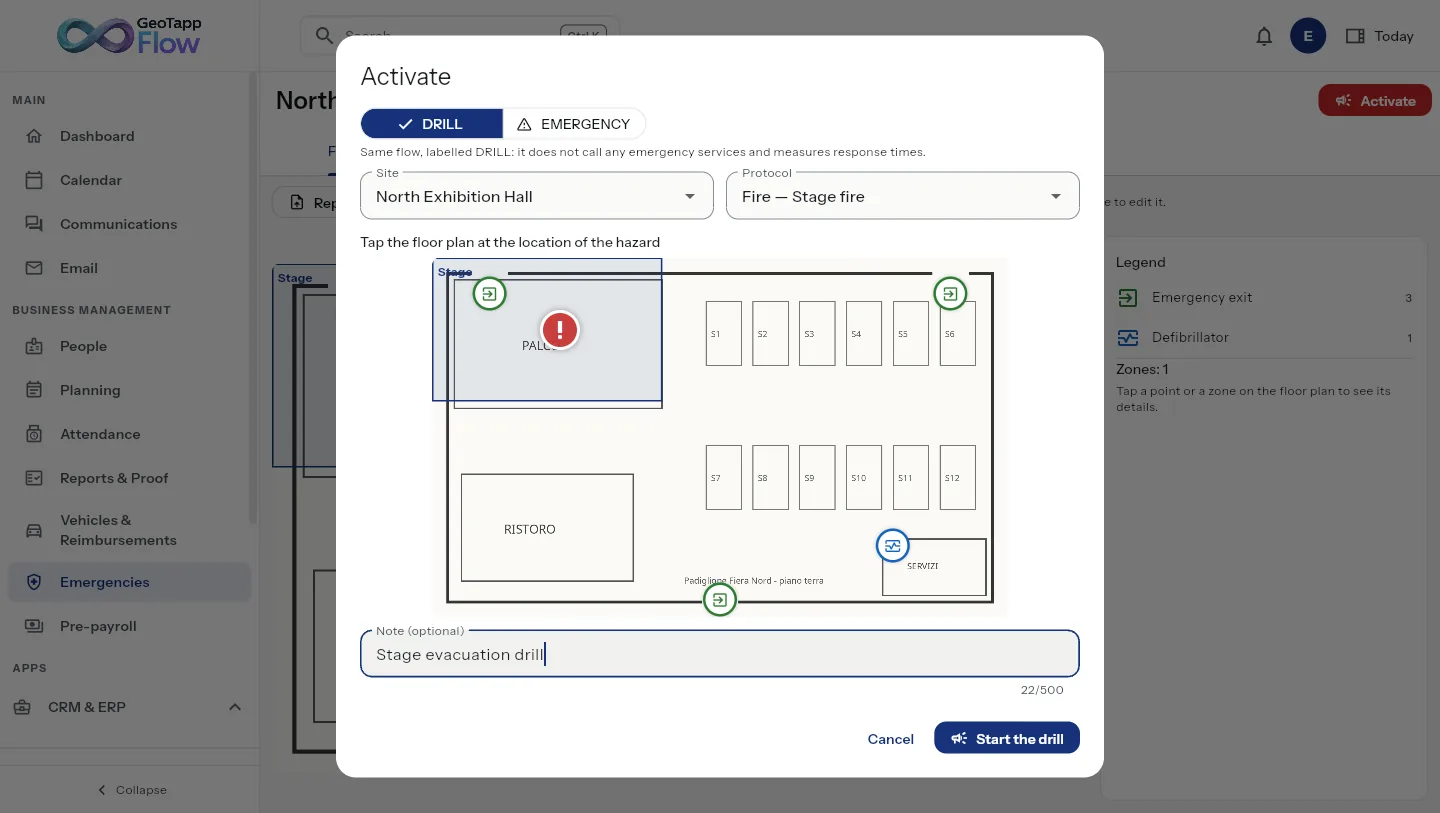 GeoTapp
Flow
Search
Ctrl K
E
Today
MAIN
Dashboard
Calendar
Communications
Email
BUSINESS MANAGEMENT
People
Planning
Attendance
Reports & Proof
Vehicles &
Reimbursements
Emergencies
Pre-payroll
APPS
CRM & ERP
Collapse
North
Activate
Rep
Stage
e to edit it.
Legend
Emergency exit
3
Defibrillator
1
Zones: 1
Tap a point or a zone on the floor plan to see its
details.
Activate
DRILL
EMERGENCY
Same flow, labelled DRILL: it does not call any emergency services and measures response times.
Site
North Exhibition Hall
Protocol
Fire — Stage fire
Tap the floor plan at the location of the hazard
Stage
S1
S2
S3
S4
S5
S6
S7
S8
S9
S10
S11
S12
RISTORO
SERVIZI
Padiglione Fiera Nord - piano terra
Note (optional)
Stage evacuation drill
22/500
Cancel
Start the drill